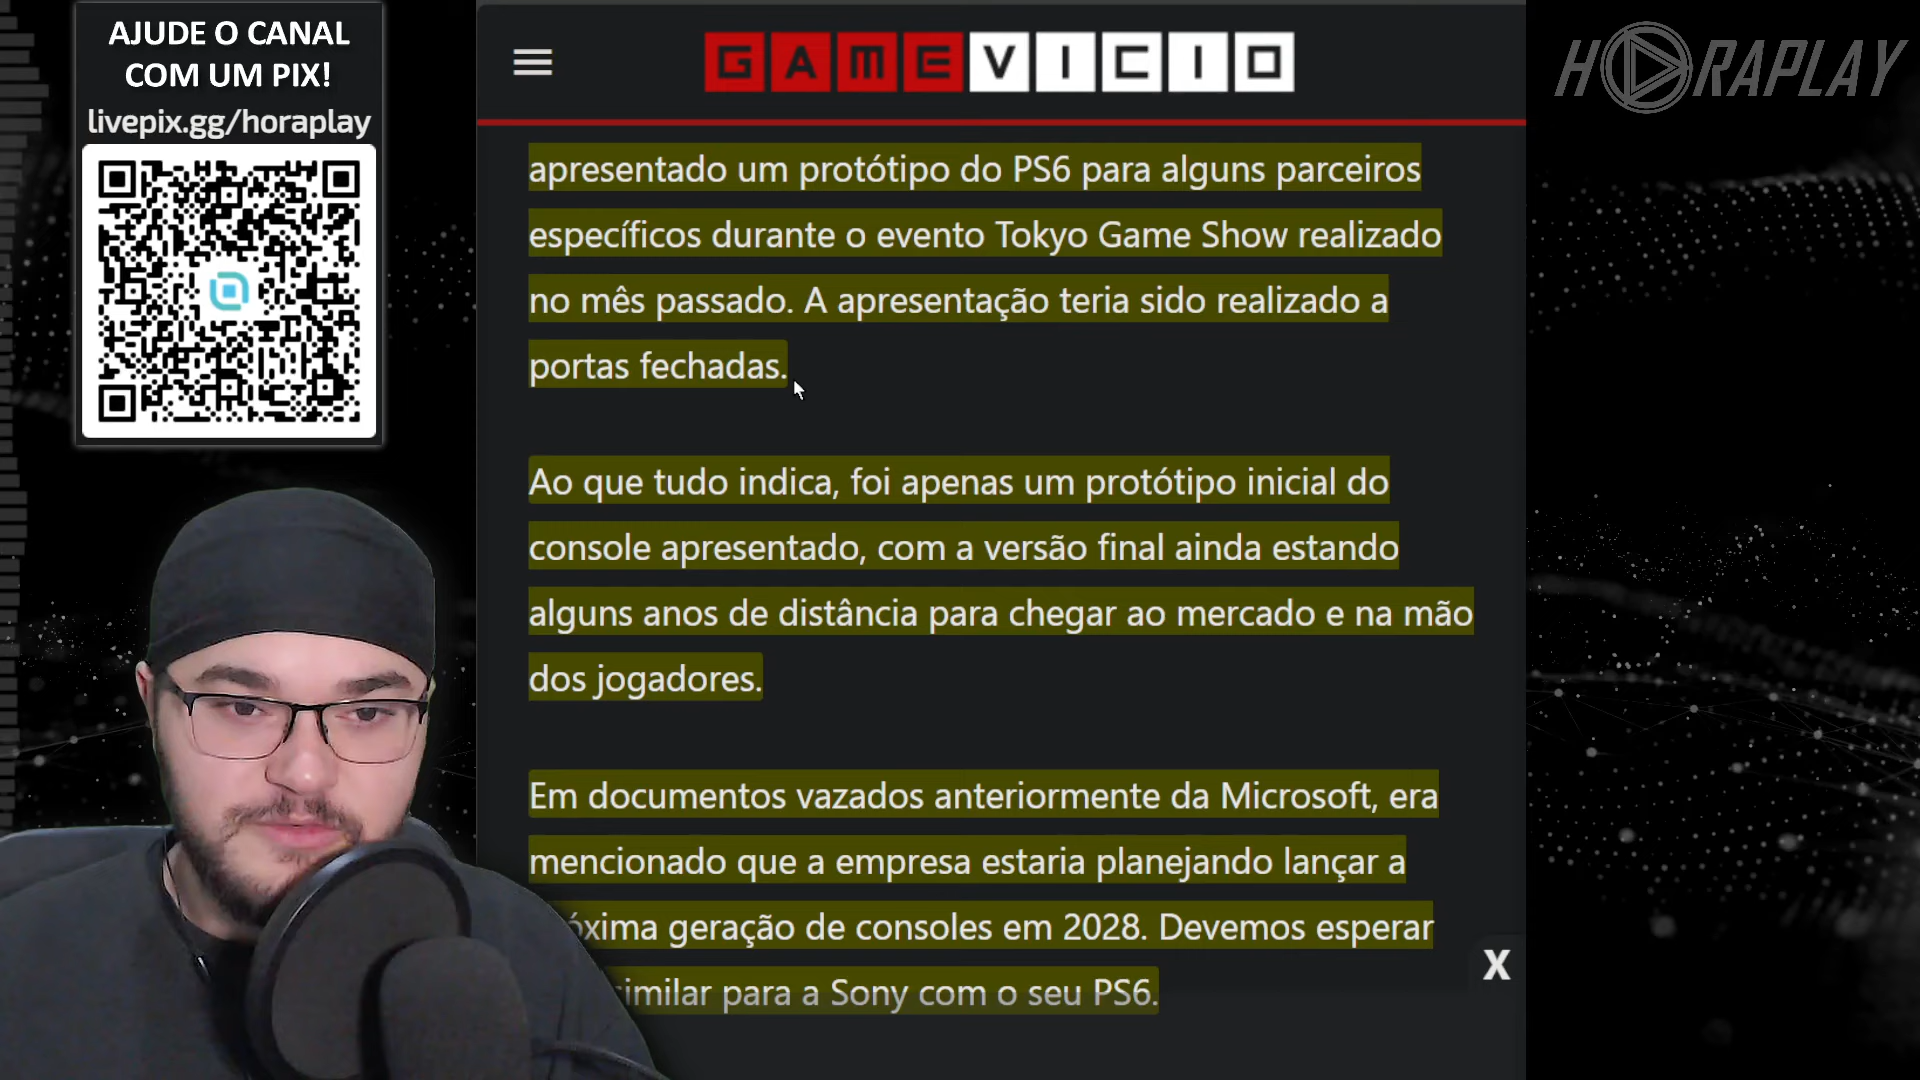 AJUDE O CANAL
COM UM PIX!
livepix.gg/horaplay
GAMEVICIO
HORAPLAY
apresentado um protótipo do PS6 para alguns parceiros
específicos durante o evento Tokyo Game Show realizado
no mês passado. A apresentação teria sido realizado a
portas fechadas.
Ao que tudo indica, foi apenas um protótipo inicial do
console apresentado, com a versão final ainda estando
alguns anos de distância para chegar ao mercado e na mão
dos jogadores.
Em documentos vazados anteriormente da Microsoft, era
mencionado que a empresa estaria planejando lançar a
geração de consoles em 2028. Devemos esperar
para a Sony com o seu PS6.
X